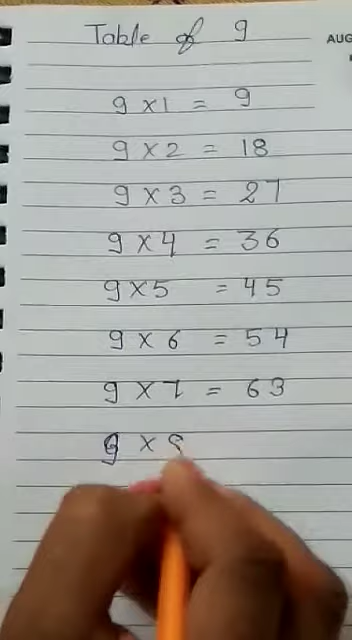 Table of 9
AUG
9 x 1 = 9
9 x 2 = 18
9 x 3 = 27
9 x 4 = 36
9 x 5 = 45
9 x 6 = 54
9 x 7 = 63
9 x